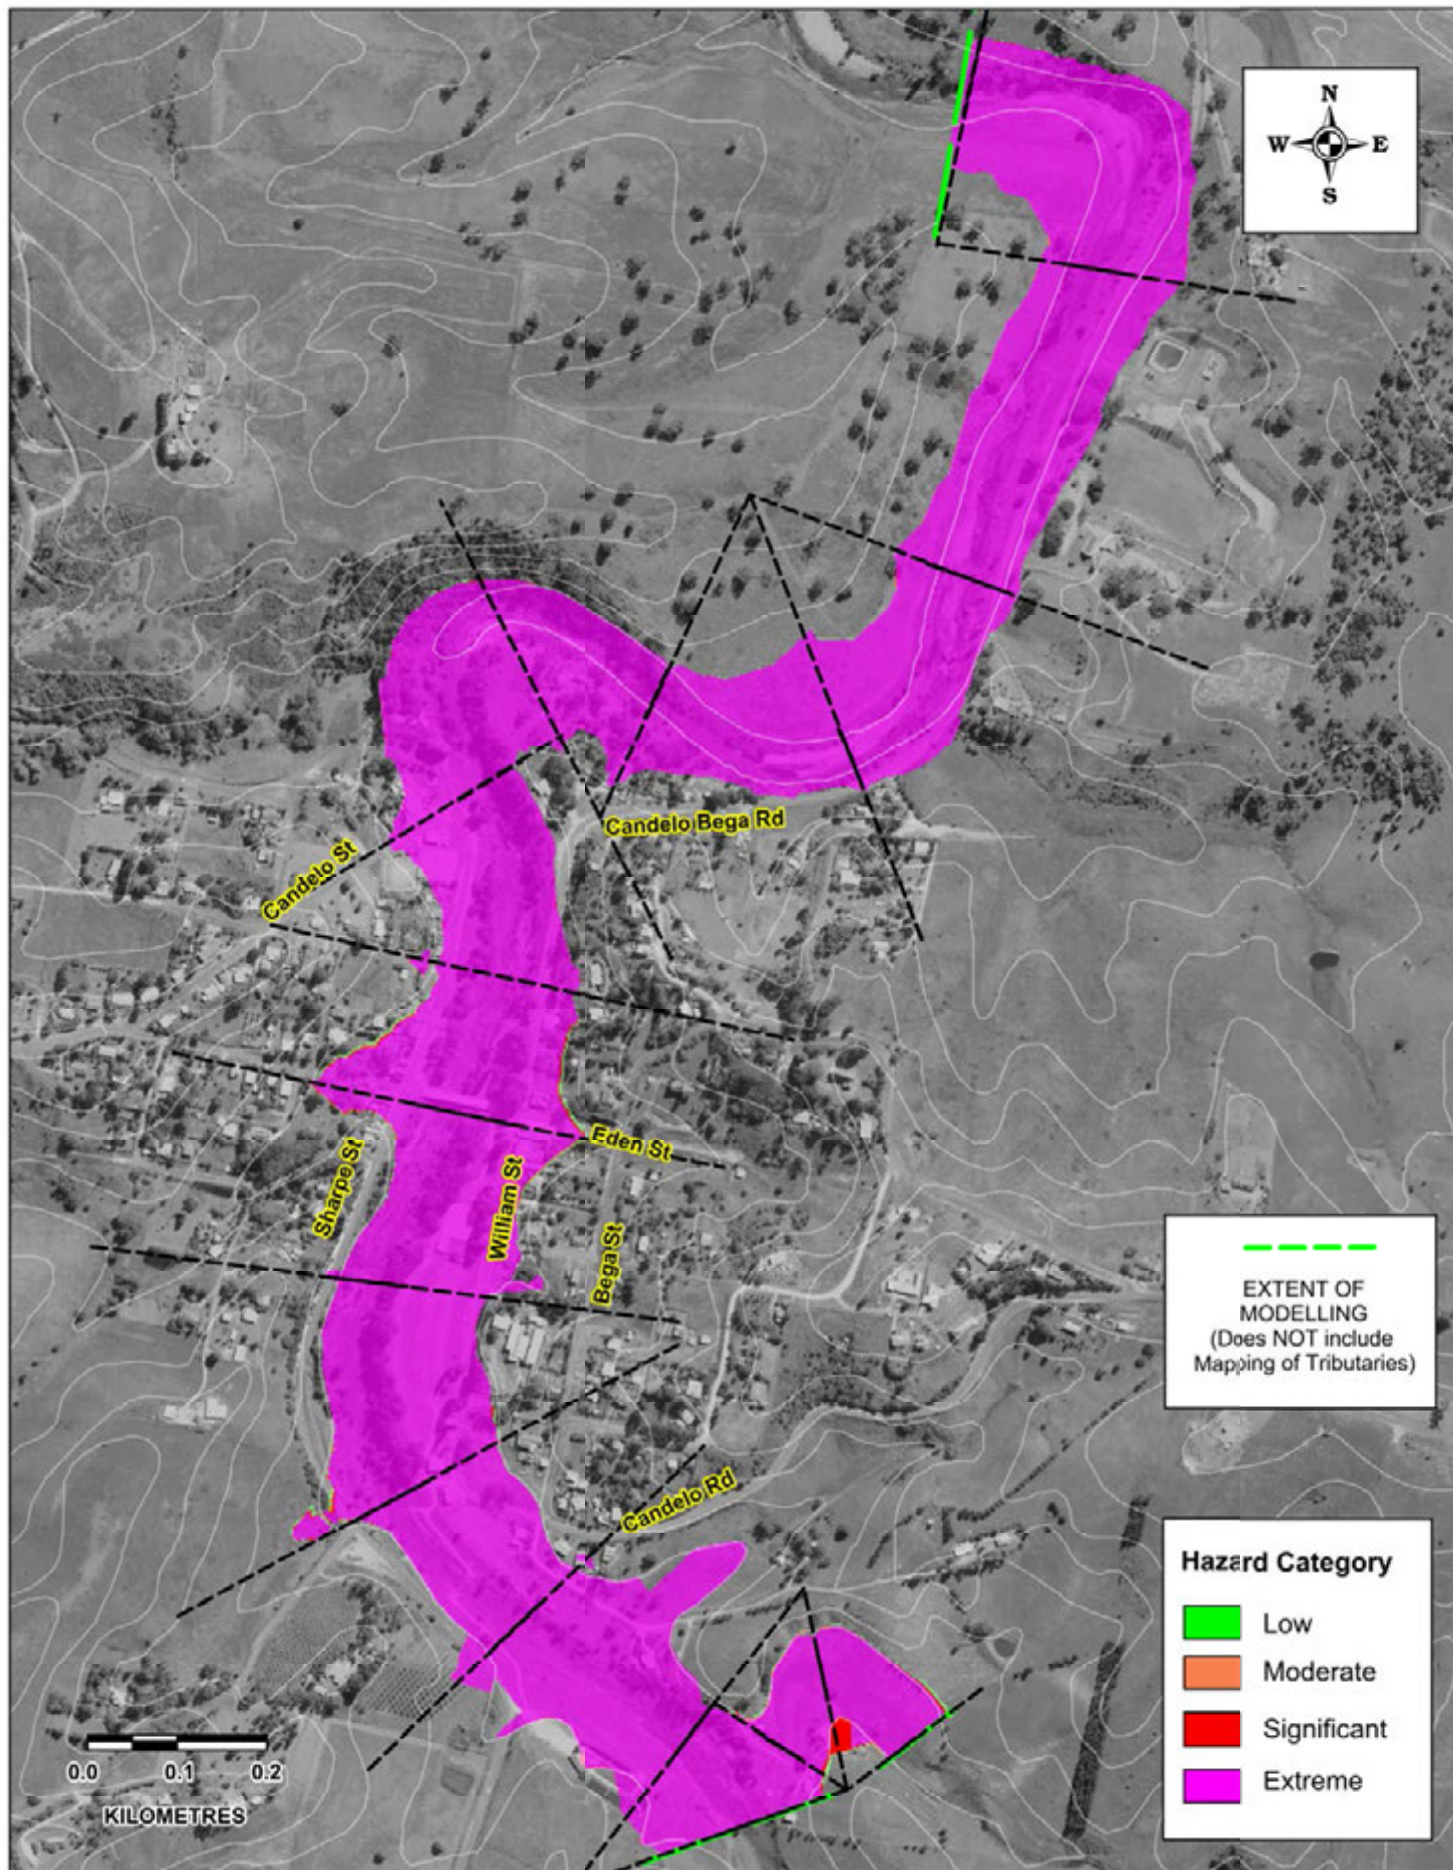 N
W E
S
Candelo Bega Rd
Candelo St
Eden St
Sharpe St
William St
Bega St
Candelo Rd
EXTENT OF
MODELLING
(Does NOT include
Mapping of Tributaries)
Hazard Category
Low
Moderate
Significant
Extreme
0.0 0.1 0.2
KILOMETRES